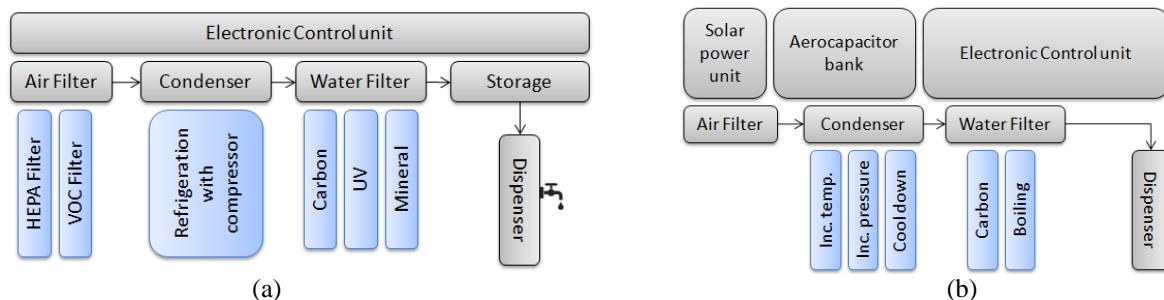 Electronic Control unit
Air Filter
Condenser
Water Filter
Storage
HEPA Filter
VOC Filter
Refrigeration
with
compressor
Carbon
UV
Mineral
Dispenser
(a)
Solar
power
unit
Aerocapacitor
bank
Electronic Control unit
Air Filter
Condenser
Water Filter
Inc. temp.
Inc. pressure
Cool down
Carbon
Boiling
Dispenser
(b)